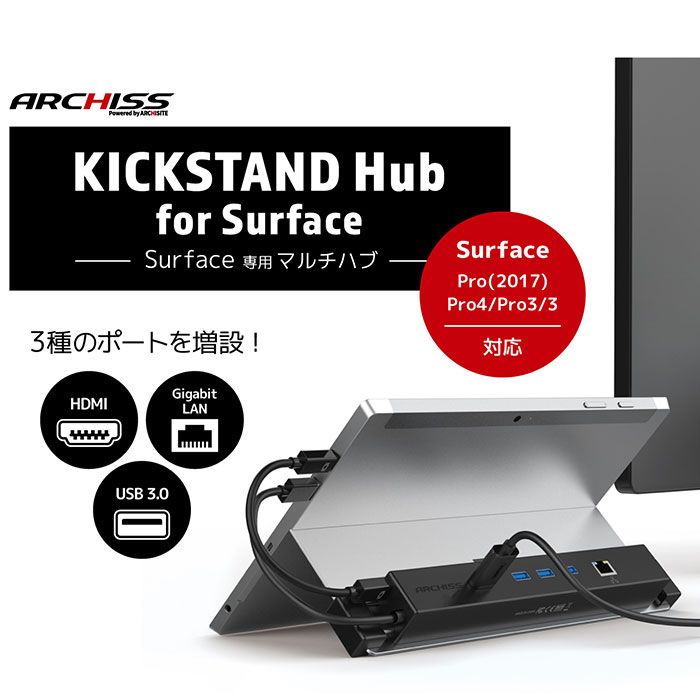 ARCHISS
Powered by ARCHISITE
KICKSTAND Hub
for Surface
Surface 専用 マルチハブ
Surface
Pro(2017)
Pro4/Pro3/3
対応
3種のポートを増設！
HDMI
Gigabit
LAN
USB 3.0
ARCHISS